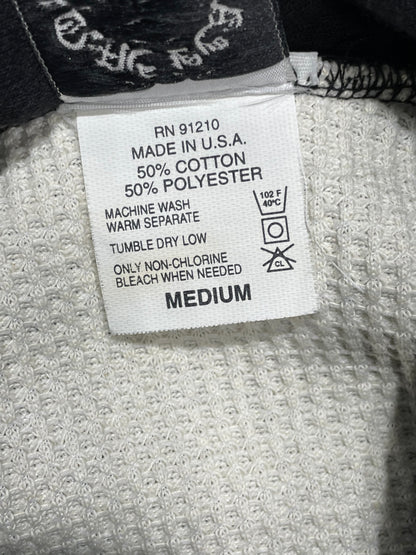 RN 91210
MADE IN U.S.A.
50% COTTON
50% POLYESTER
MACHINE WASH
WARM SEPARATE
102 F
40°C
TUMBLE DRY LOW
ONLY NON-CHLORINE
BLEACH WHEN NEEDED
CL
MEDIUM